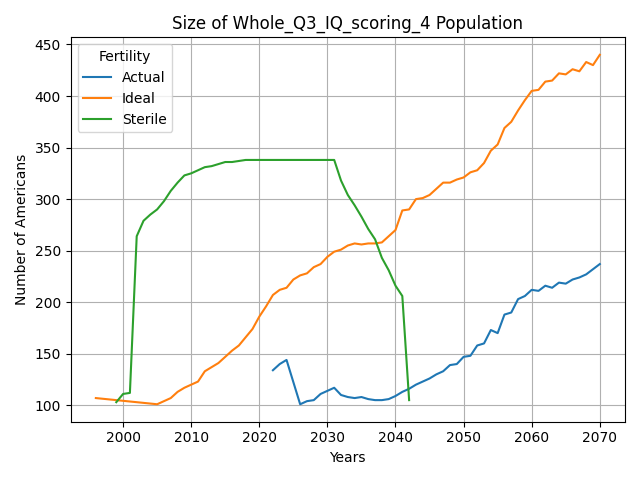 Size of Whole_Q3_IQ_scoring_4 Population
Fertility
Actual
Ideal
Sterile
Number of Americans
450
400
350
300
250
200
150
100
2000 2010 2020 2030 2040 2050 2060 2070
Years